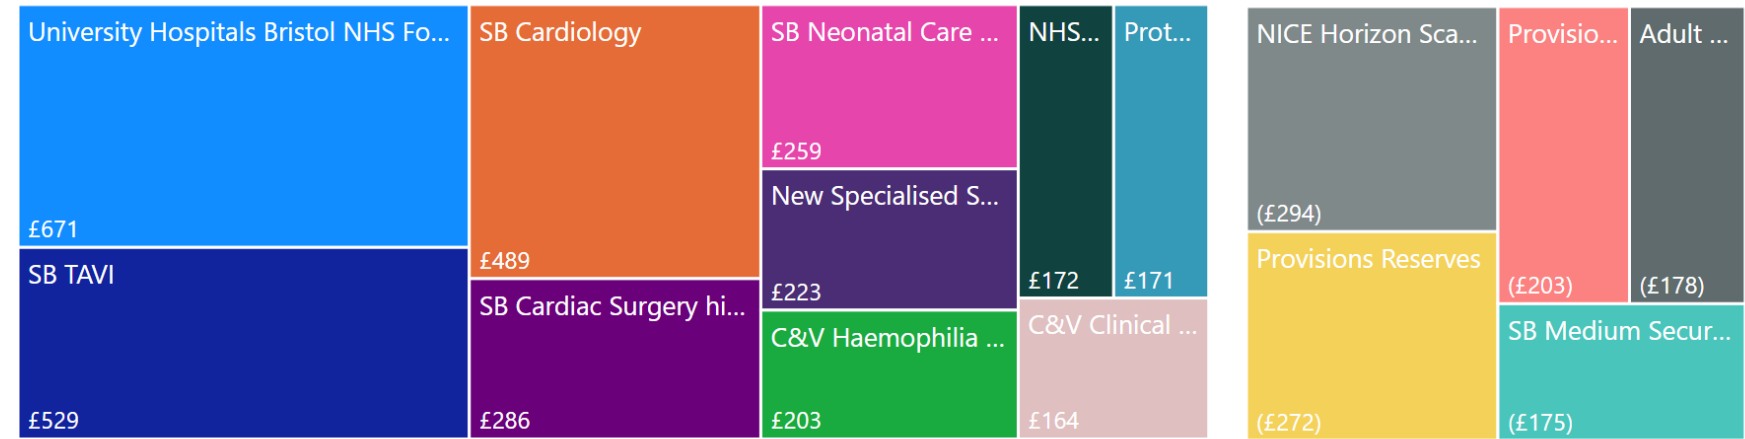 University Hospitals Bristol NHS Fo...
£671
SB TAVI
£529
SB Cardiology
£489
SB Cardiac Surgery hi...
£286
SB Neonatal Care ...
£259
New Specialised S...
£223
C&V Haemophilia ...
£203
NHS...
£172
Prot...
£171
C&V Clinical ...
£164
NICE Horizon Sca...
(£294)
Provisions Reserves
(£272)
Provisio...
(£203)
Adult ...
(£178)
SB Medium Secur...
(£175)